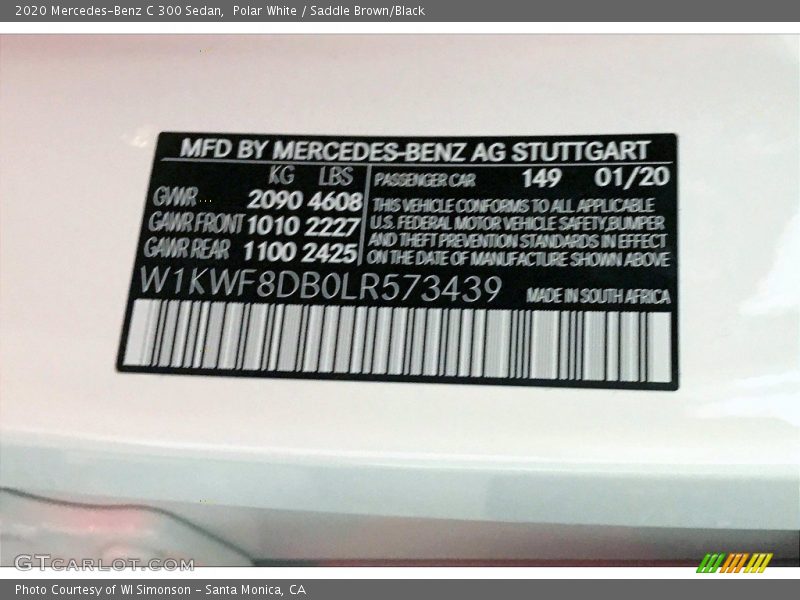 2020 Mercedes-Benz C 300 Sedan, Polar White / Saddle Brown/Black
MFD BY MERCEDES-BENZ AG STUTTGART
KG LBS PASSENGER CAR 149 01/20
GVWR 2090 4608 THIS VEHICLE CONFORMS TO ALL APPLICABLE
GAWR FRONT 1010 2227 U.S. FEDERAL MOTOR VEHICLE SAFETY,BUMPER
AND THEFT PREVENTION STANDARDS IN EFFECT
GAWR REAR 1100 2425 ON THE DATE OF MANUFACTURE SHOWN ABOVE
W1KWF8DB0LR573439 MADE IN SOUTH AFRICA
GTCarLot.com
Photo Courtesy of WI Simonson - Santa Monica, CA